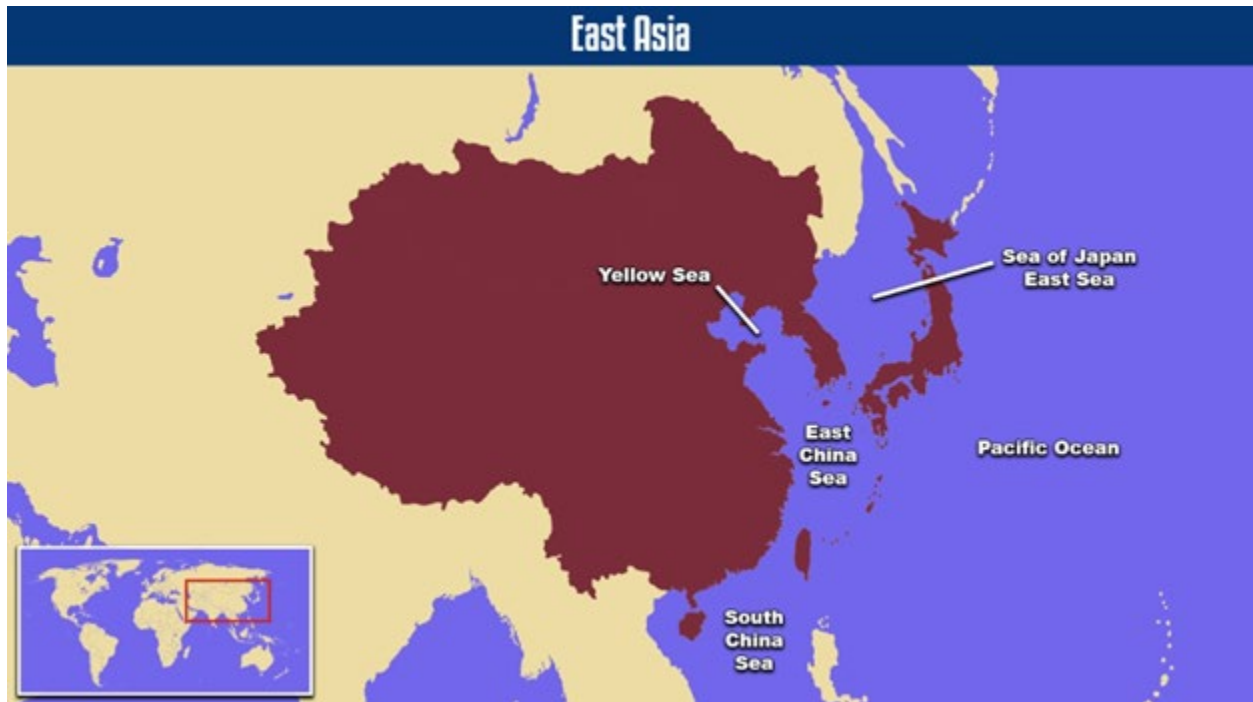 East Asia
Yellow Sea
Sea of Japan
East Sea
East
China
Sea
Pacific Ocean
South
China
Sea